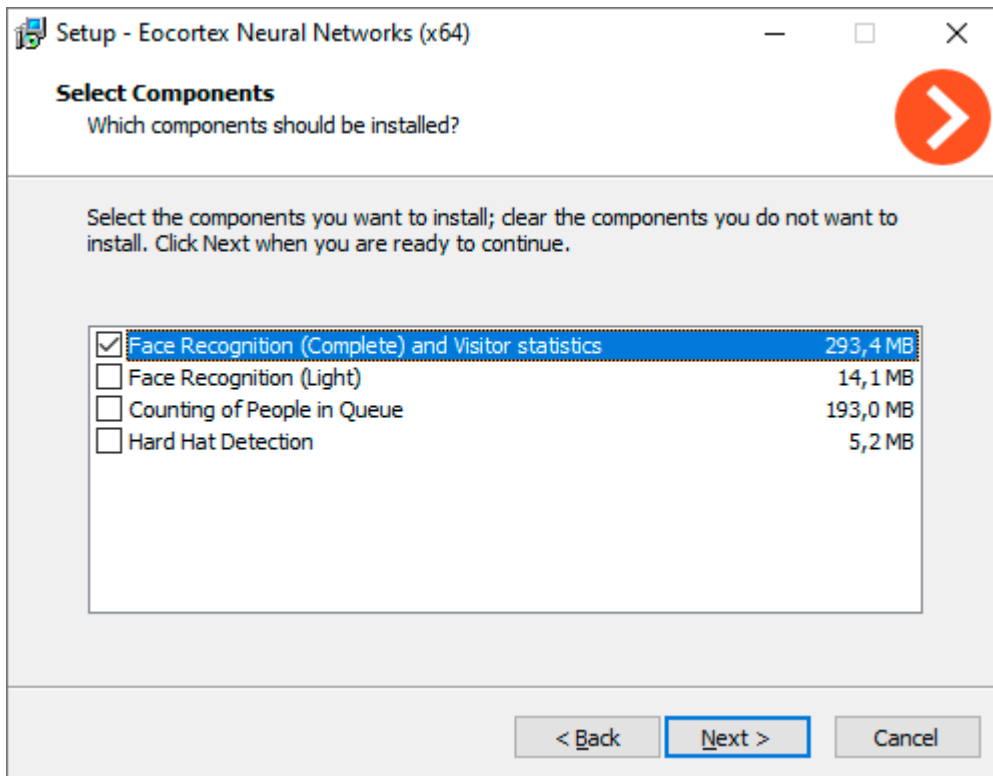 Setup - Eocortex Neural Networks (x64)
Select Components
Which components should be installed?
Select the components you want to install; clear the components you do not want to
install. Click Next when you are ready to continue.
Face Recognition (Complete) and Visitor statistics 293,4 MB
Face Recognition (Light) 14,1 MB
Counting of People in Queue 193,0 MB
Hard Hat Detection 5,2 MB
< Back Next > Cancel